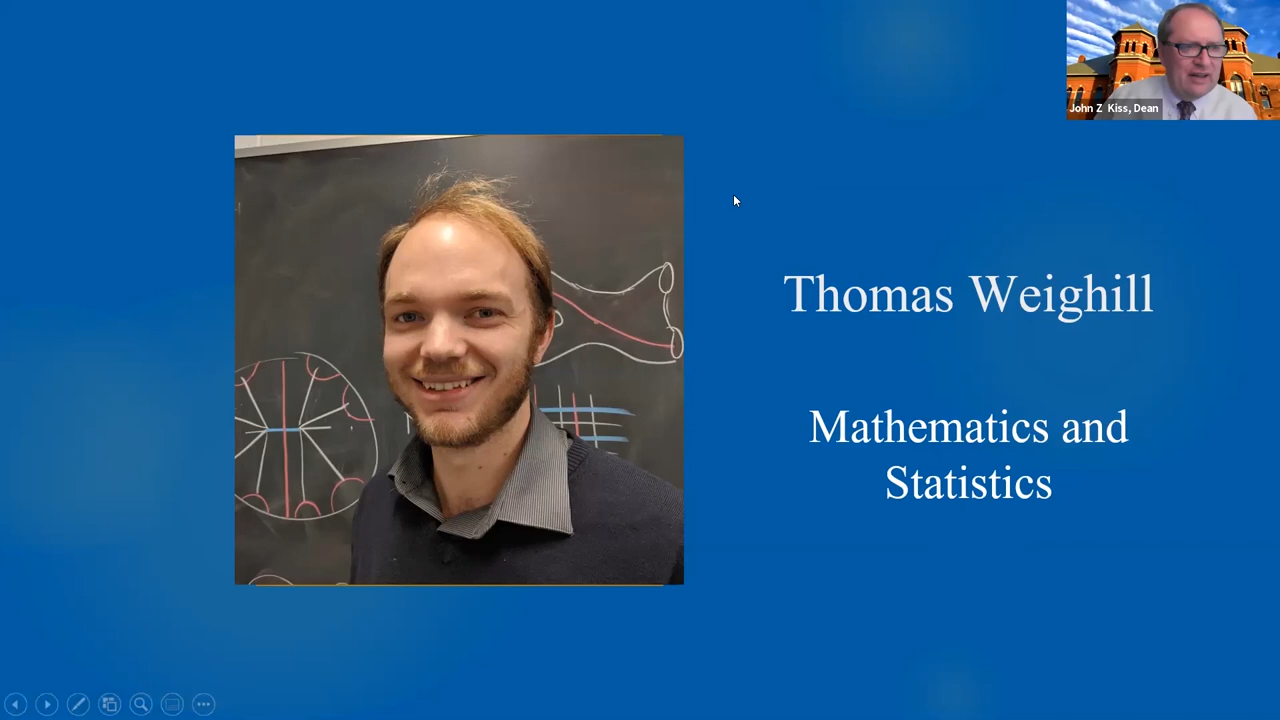 John Z Kiss, Dean
Thomas Weighill
Mathematics and
Statistics